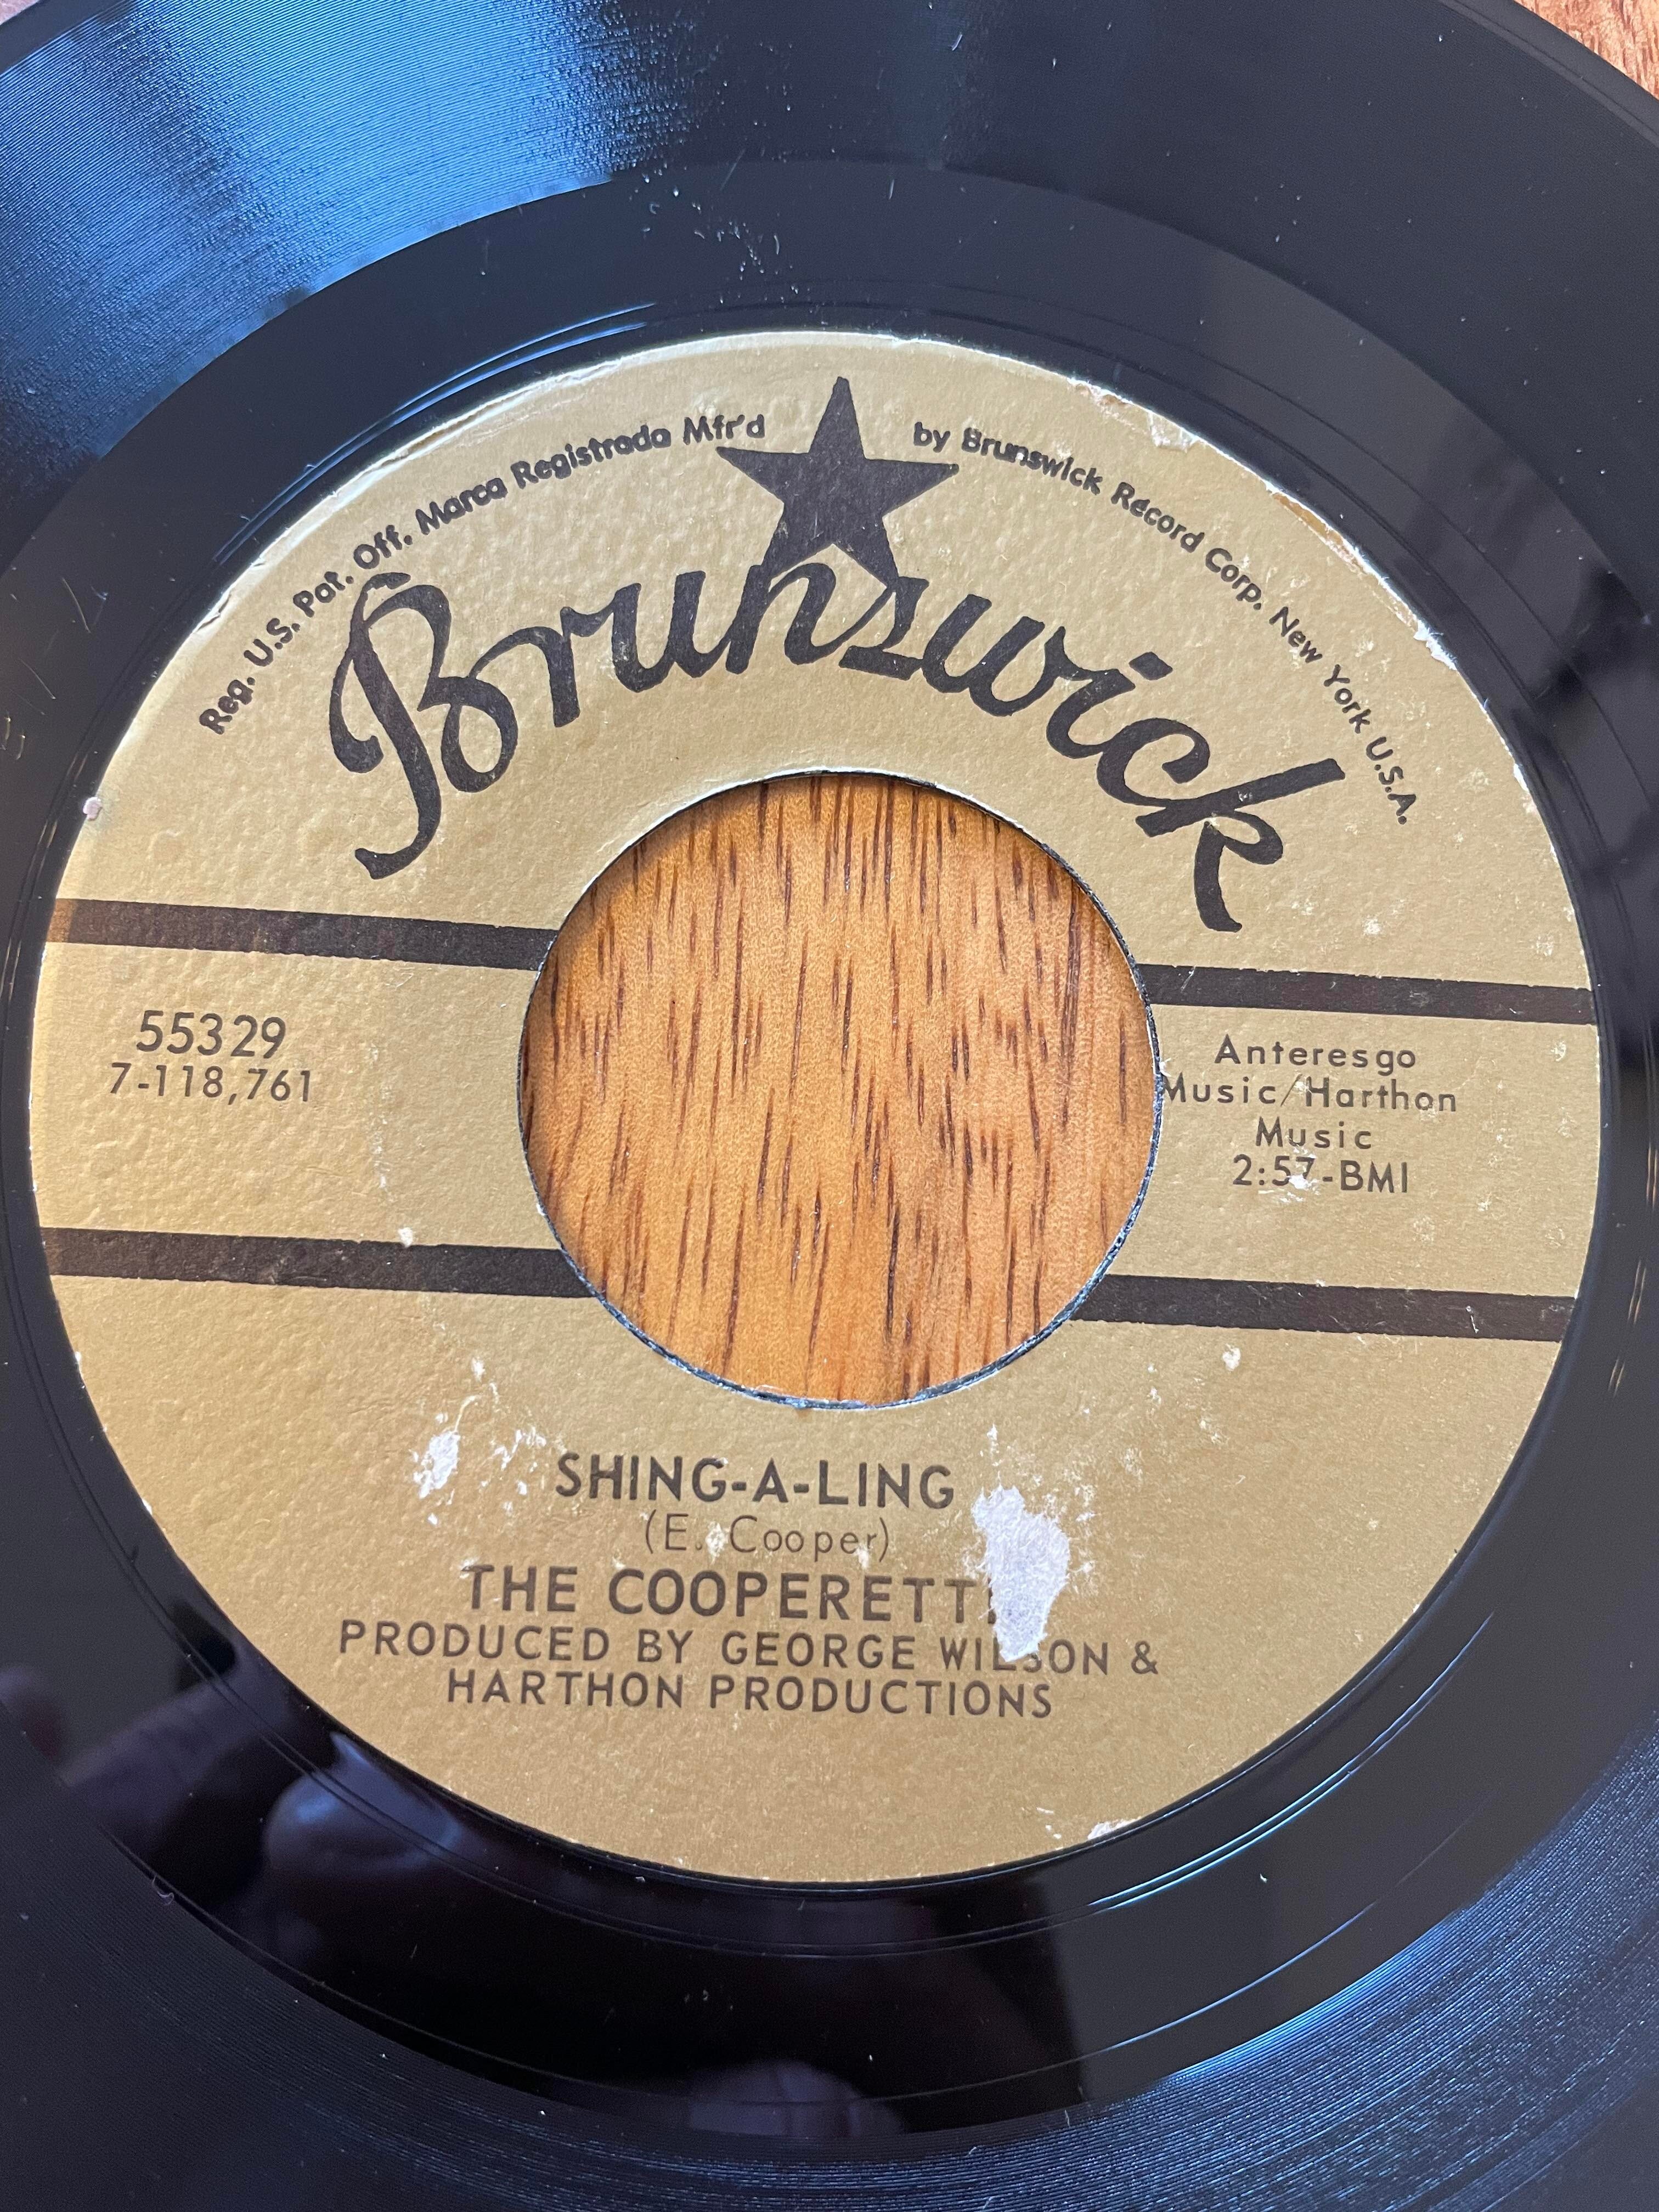 Reg. U.S. Pat. Off. Marca Registrada Mfr'd by Brunswick Record Corp. New York U.S.A.
Brunswick
55329
7-118,761
Anteresgo
Music/Harthon
Music
2:57-BMI
SHING-A-LING
(E. Cooper)
THE
PRODUCED BY GEORGE WILSON &
HARTHON PRODUCTIONS